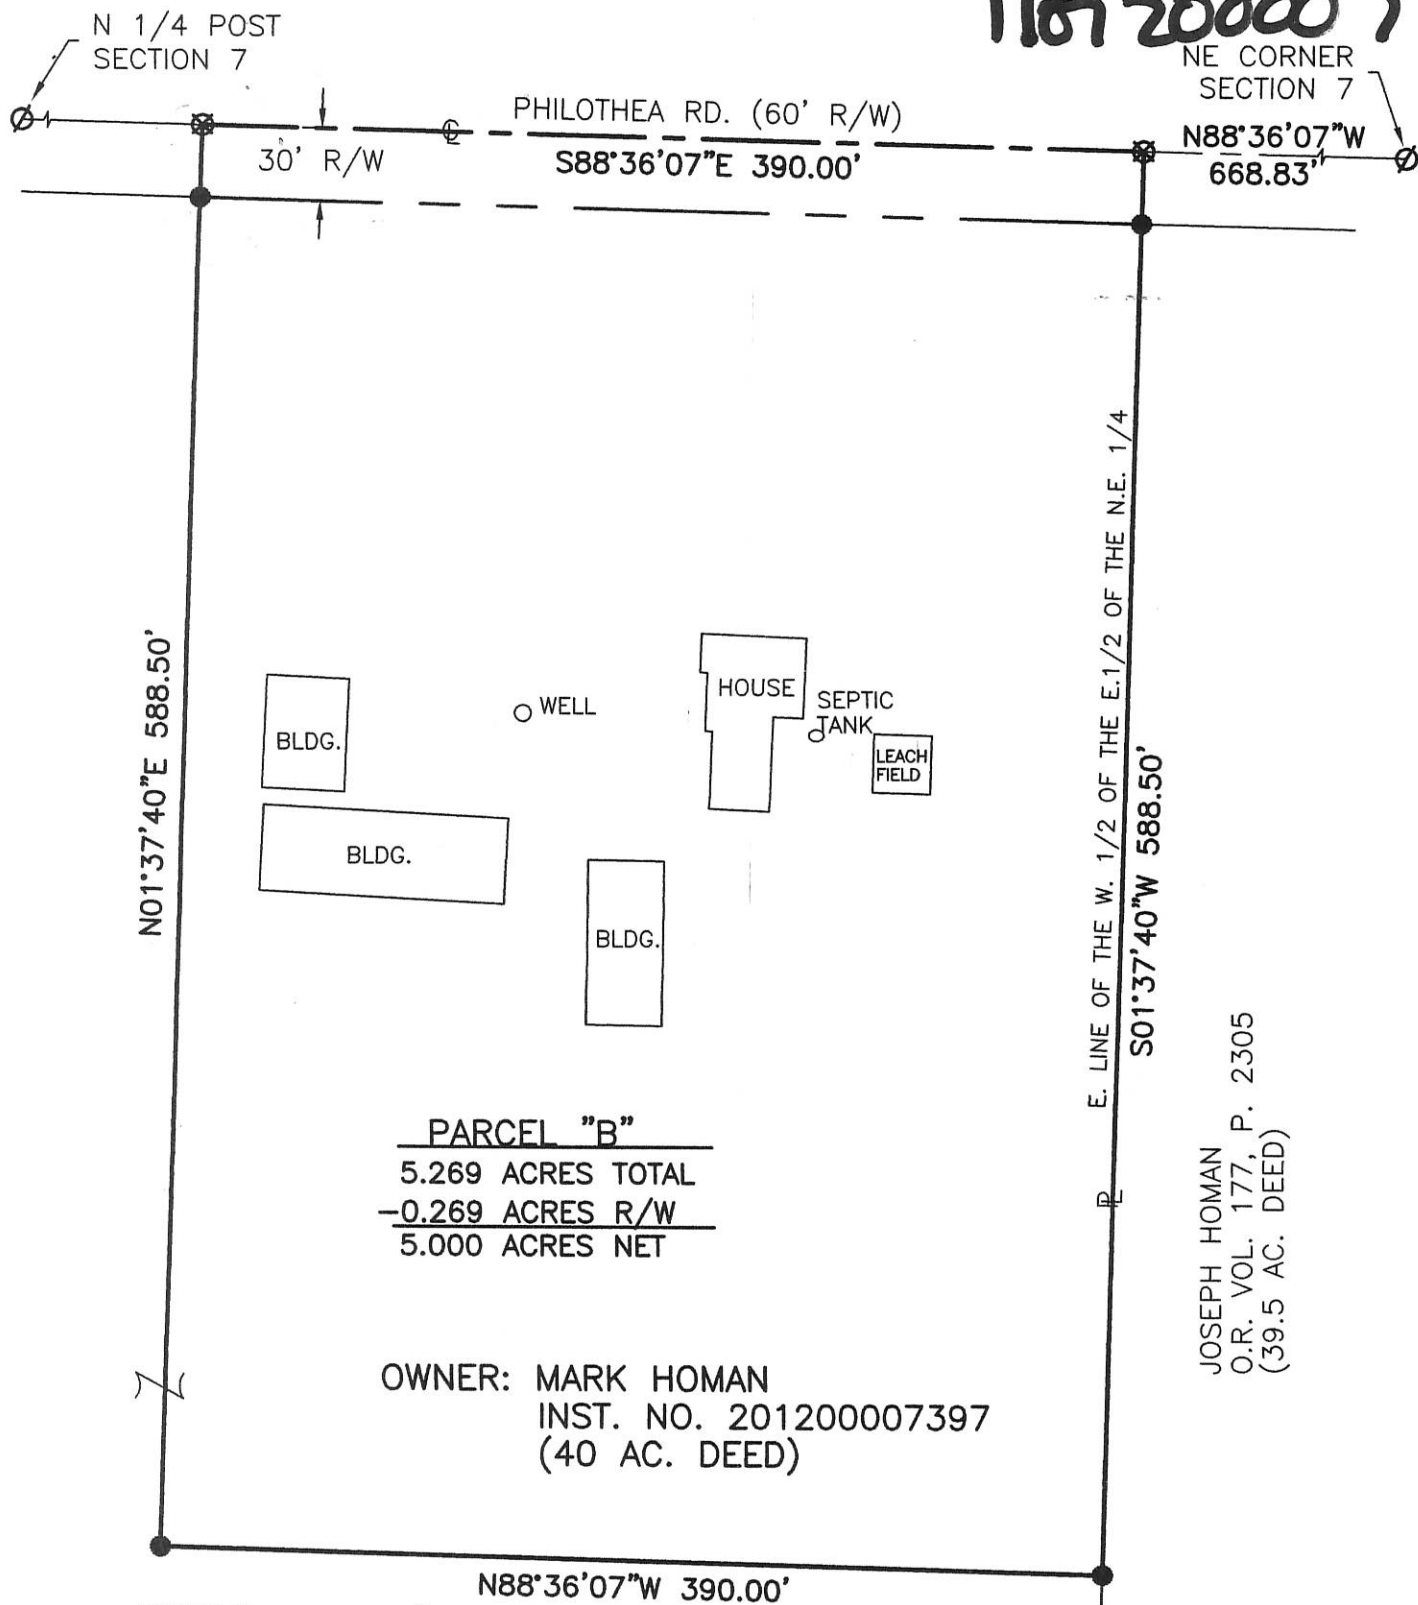 N 1/4 POST
SECTION 7
NE CORNER
SECTION 7
PHILOTHEA RD. (60' R/W)
30' R/W
S88°36'07"E 390.00'
N88°36'07"W
668.83'
N01°37'40"E 588.50'
E. LINE OF THE W. 1/2 OF THE E.1/2 OF THE N.E. 1/4
S01°37'40"W 588.50'
HOUSE
WELL
SEPTIC
TANK
BLDG.
LEACH
FIELD
BLDG.
BLDG.
PARCEL "B"
5.269 ACRES TOTAL
-0.269 ACRES R/W
5.000 ACRES NET
JOSEPH HOMAN
O.R. VOL. 177, P. 2305
(39.5 AC. DEED)
OWNER: MARK HOMAN
INST. NO. 201200007397
(40 AC. DEED)
N88°36'07"W 390.00'